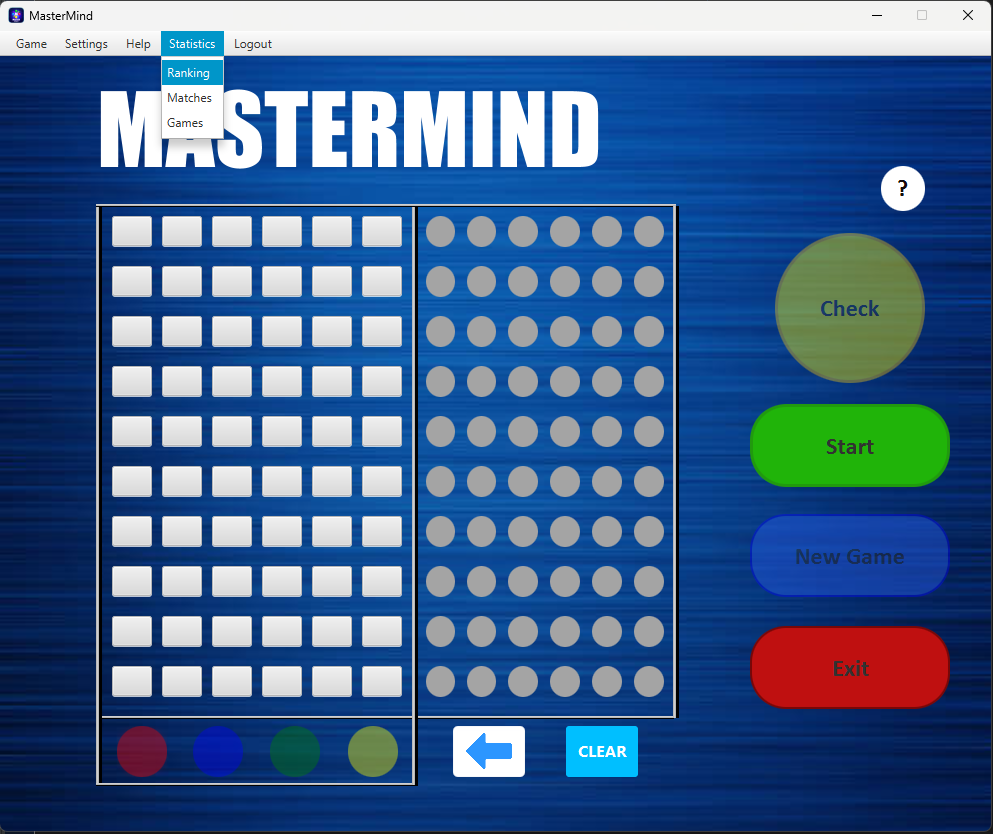 MasterMind
Game Settings Help Statistics Logout
Ranking
Matches
Games
MASTERMIND
?
Check
Start
New Game
Exit
CLEAR